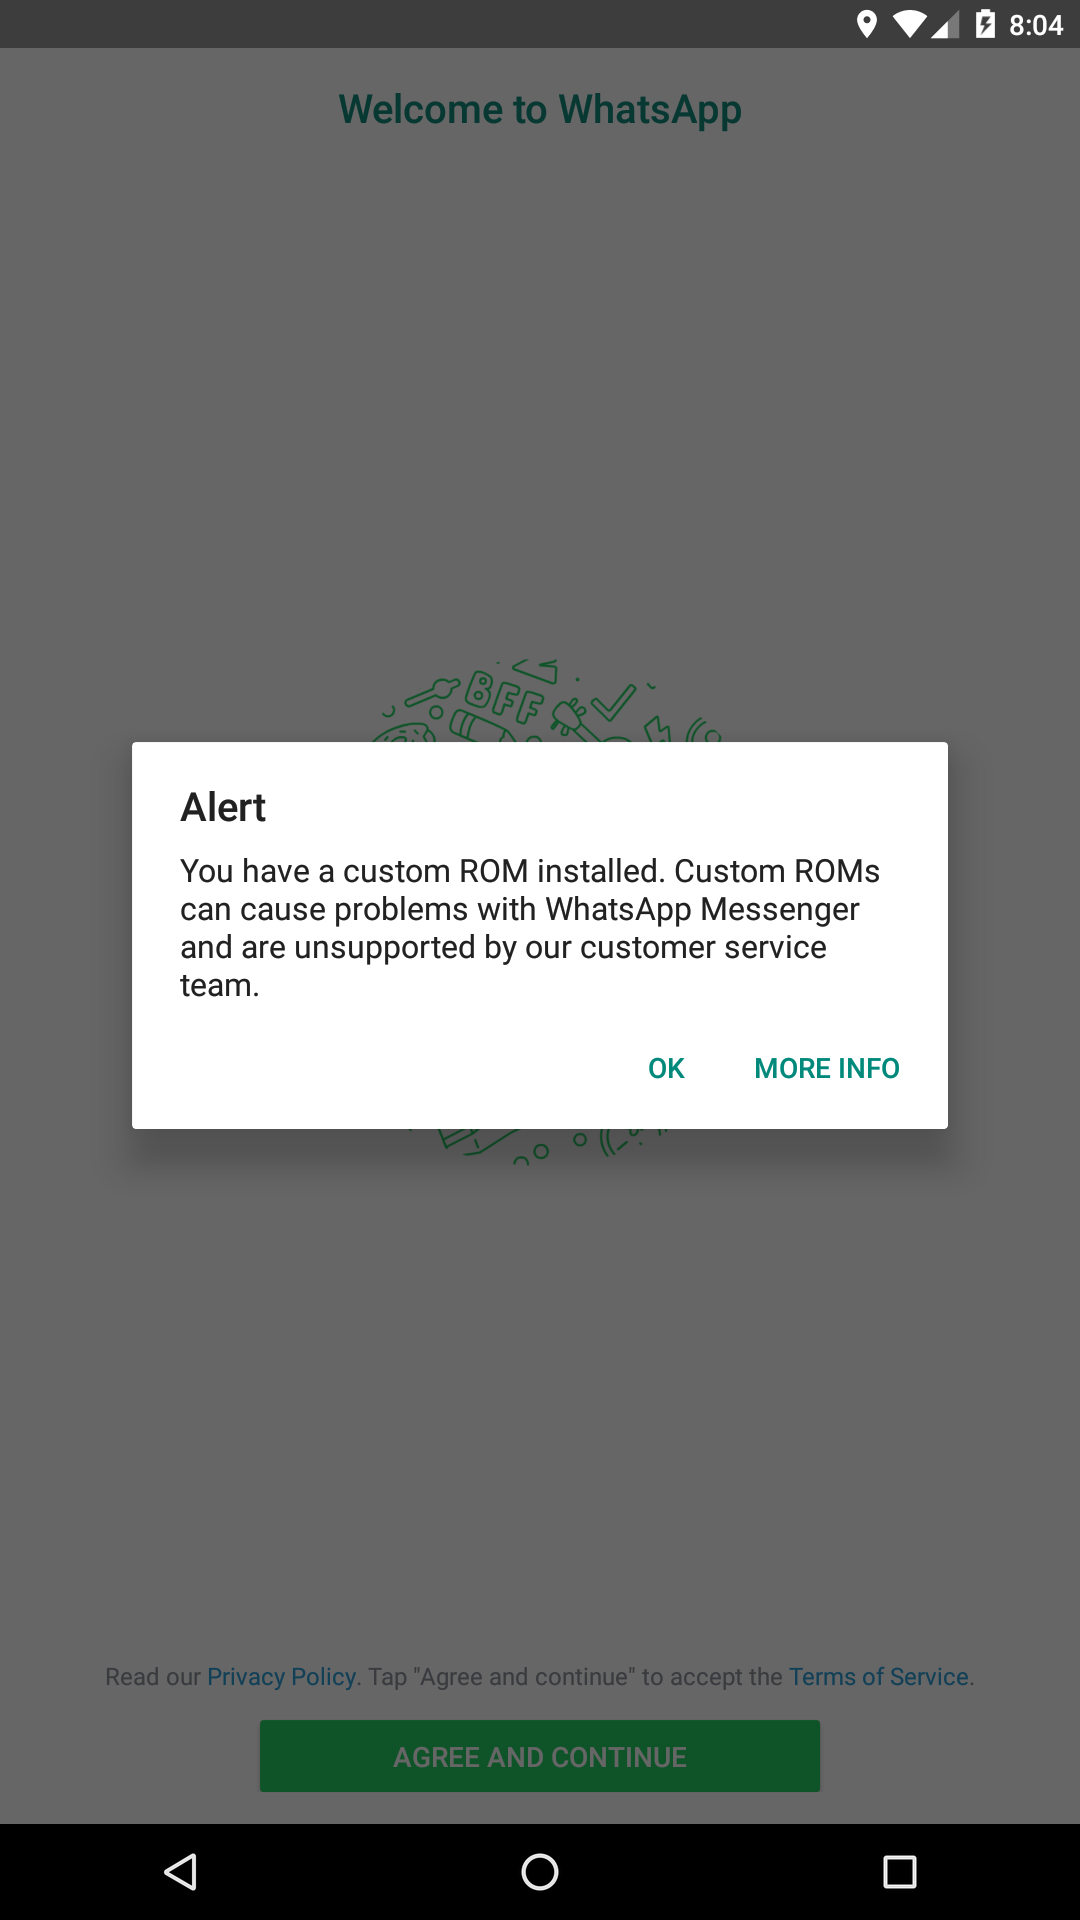 8:04
Welcome to WhatsApp
BFF
Alert
You have a custom ROM installed. Custom ROMs
can cause problems with WhatsApp Messenger
and are unsupported by our customer service
team.
OK MORE INFO
Read our Privacy Policy. Tap "Agree and continue" to accept the Terms of Service.
AGREE AND CONTINUE